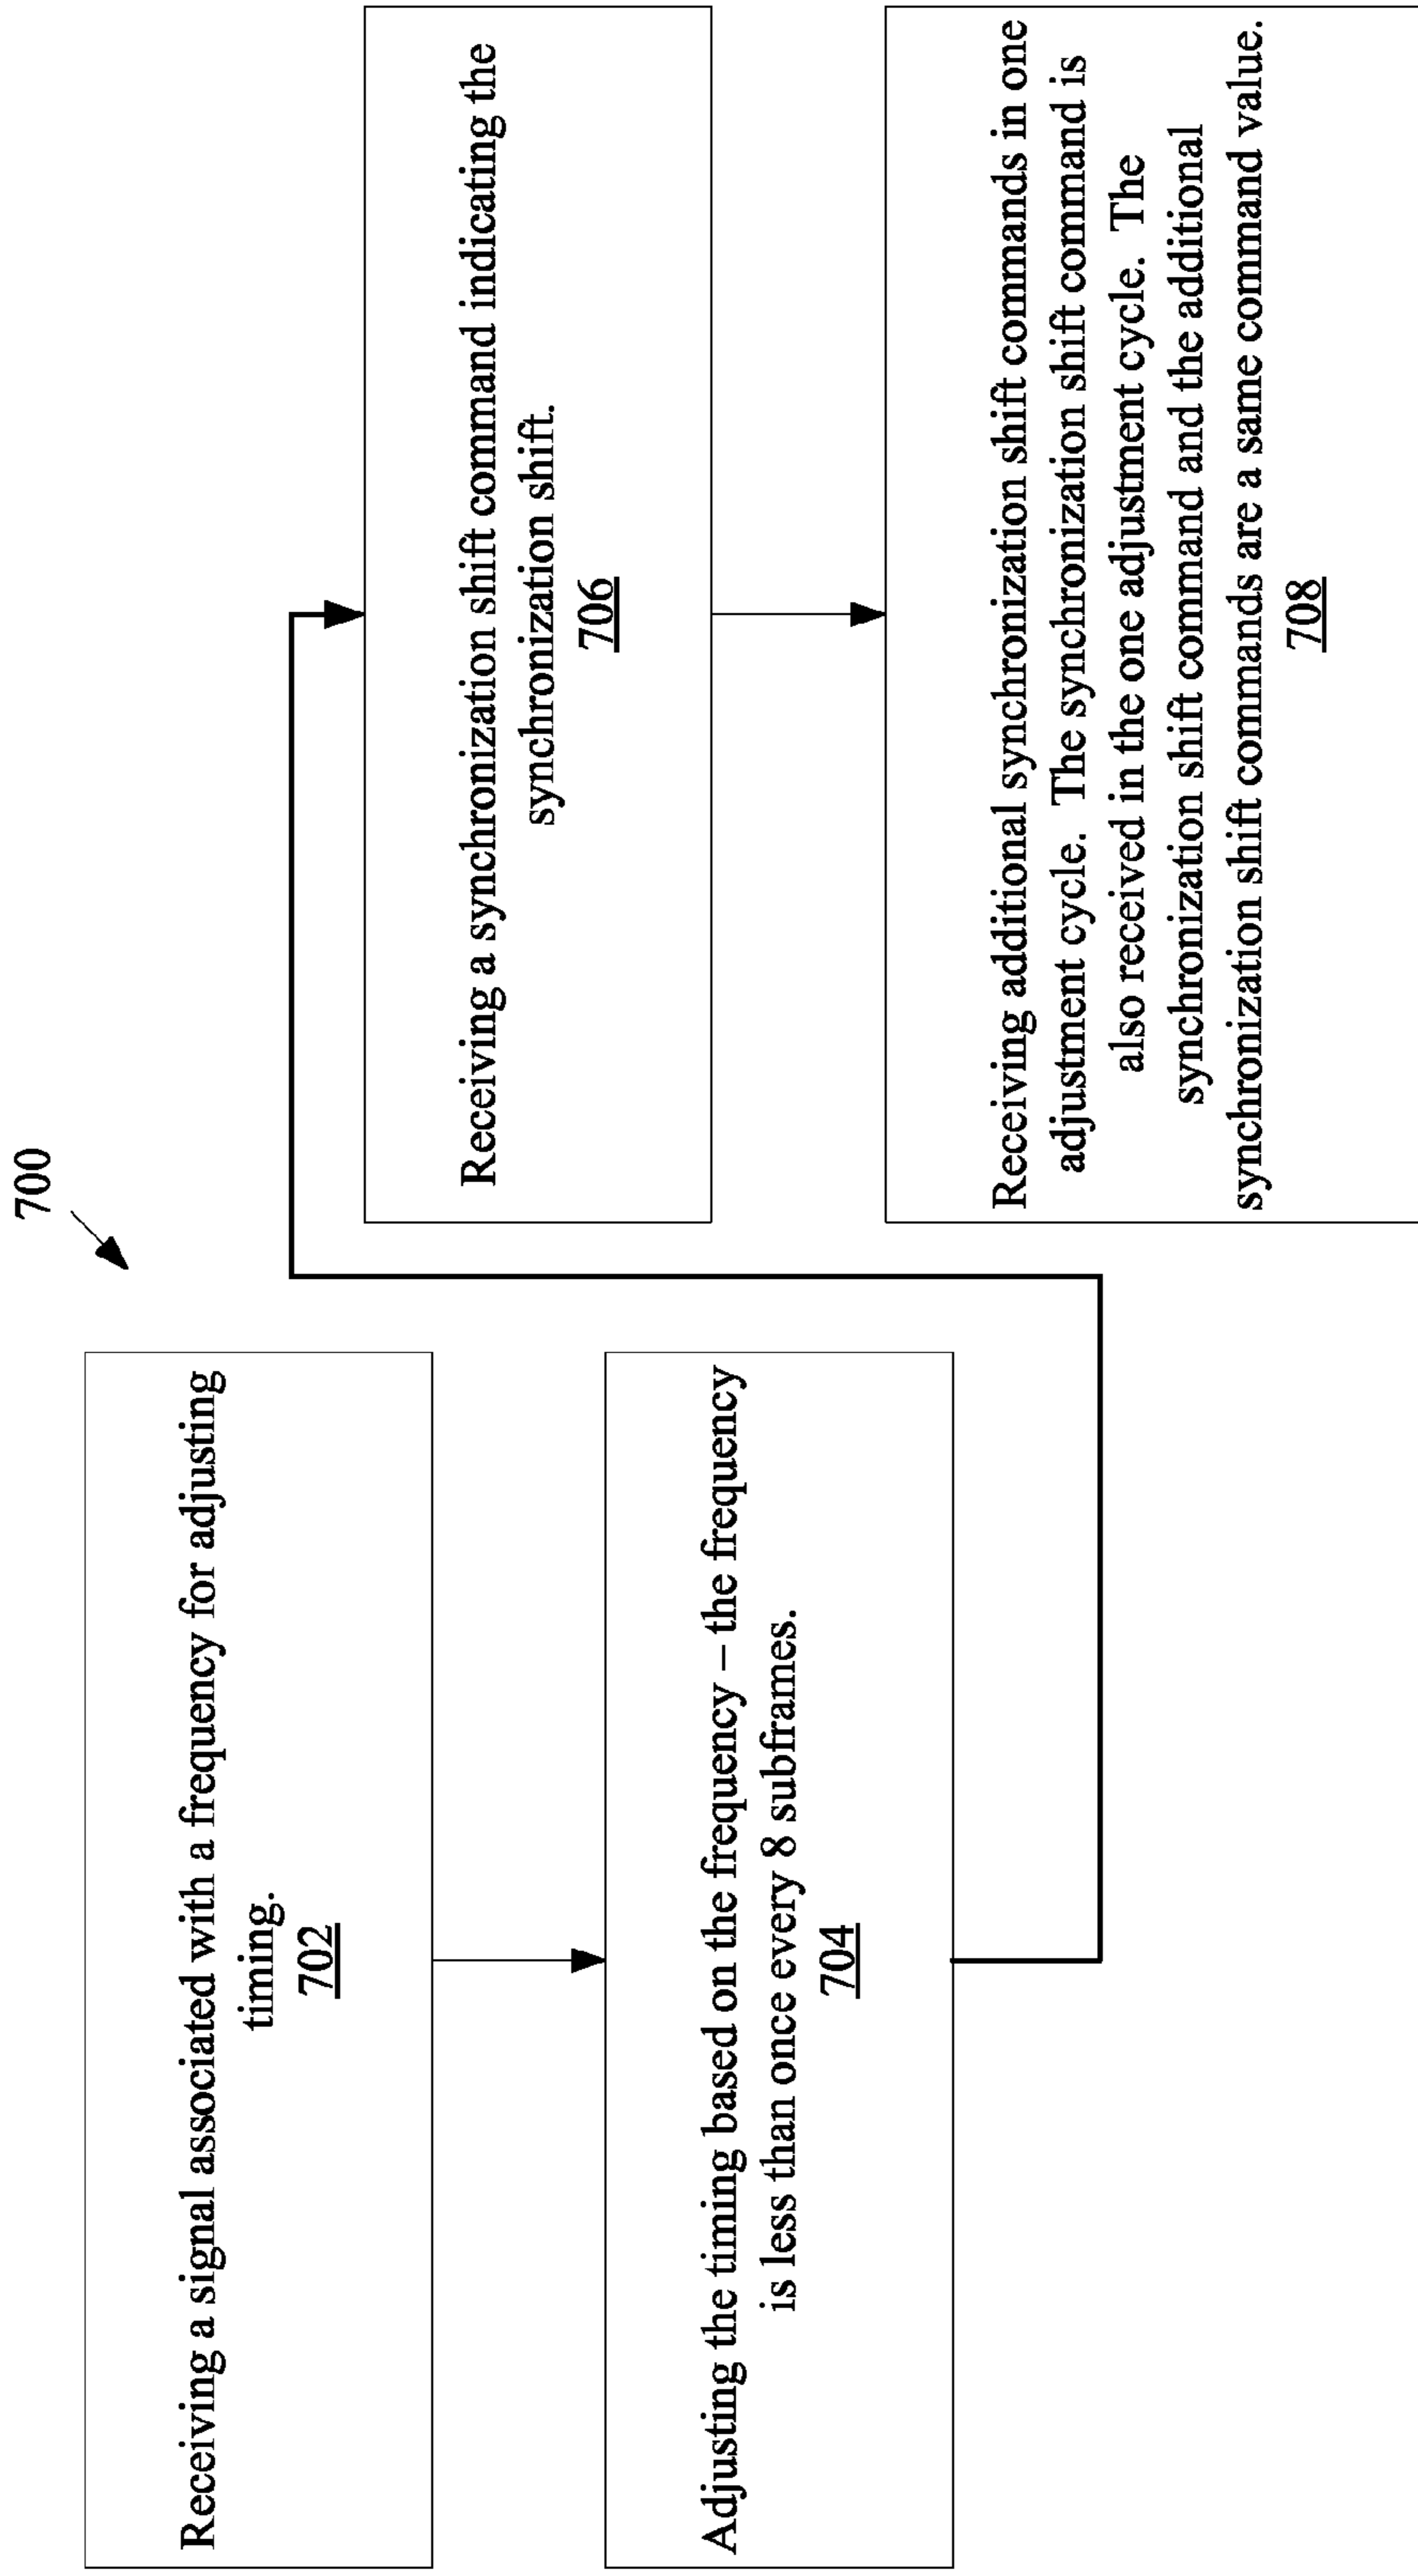 700
Receiving a signal associated with a frequency for adjusting
timing.
702
Adjusting the timing based on the frequency – the frequency
is less than once every 8 subframes.
704
Receiving a synchronization shift command indicating the
synchronization shift.
706
Receiving additional synchronization shift commands in one
adjustment cycle. The synchronization shift command is
also received in the one adjustment cycle. The
synchronization shift command and the additional
synchronization shift commands are a same command value.
708